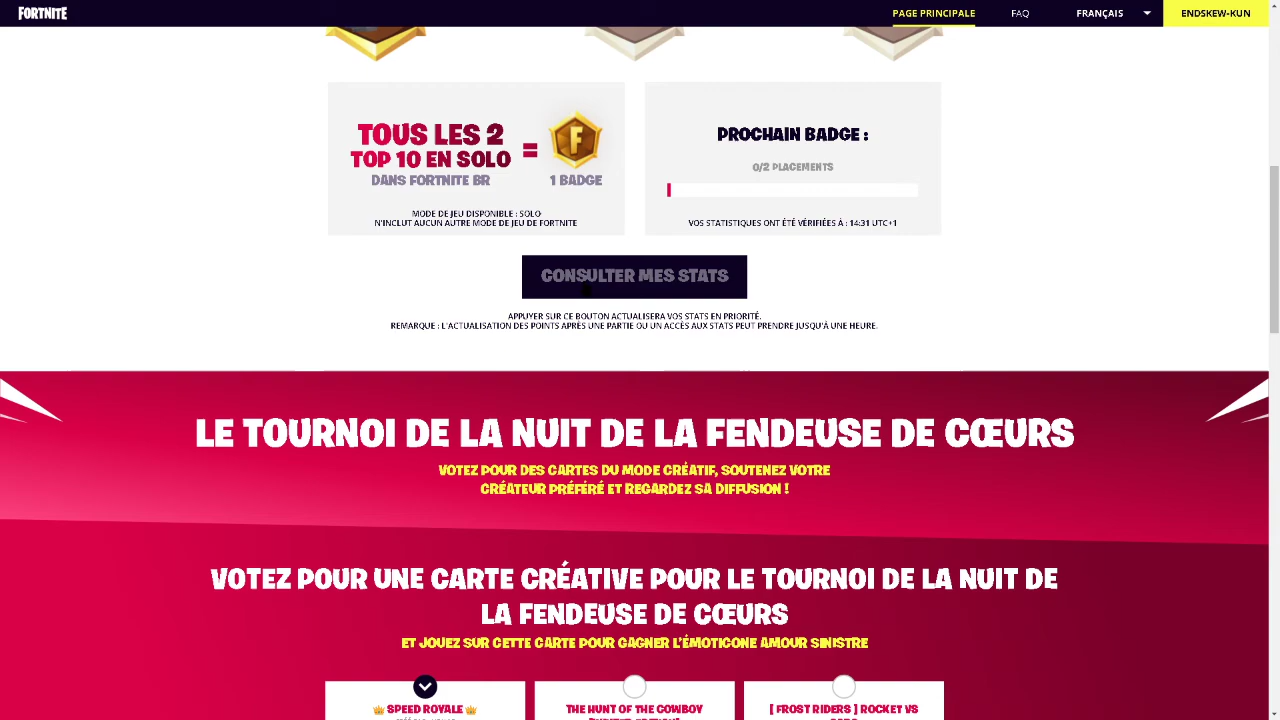 FORTNITE
PAGE PRINCIPALE
FAQ
FRANÇAIS
ENDSKEW-KUN
TOUS LES 2
TOP 10 EN SOLO
DANS FORTNITE BR
=
F
1 BADGE
MODE DE JEU DISPONIBLE : SOLO
N'INCLUT AUCUN AUTRE MODE DE JEU DE FORTNITE
PROCHAIN BADGE :
0/2 PLACEMENTS
VOS STATISTIQUES ONT ÉTÉ VÉRIFIÉES À : 14:31 UTC+1
CONSULTER MES STATS
APPUYER SUR CE BOUTON ACTUALISERA VOS STATS EN PRIORITÉ.
REMARQUE : L'ACTUALISATION DES POINTS APRÈS UNE PARTIE OU UN ACCÈS AUX STATS PEUT PRENDRE JUSQU'À UNE HEURE.
LE TOURNOI DE LA NUIT DE LA FENDEUSE DE CŒURS
VOTEZ POUR DES CARTES DU MODE CRÉATIF, SOUTENEZ VOTRE
CRÉATEUR PRÉFÉRÉ ET REGARDEZ SA DIFFUSION !
VOTEZ POUR UNE CARTE CRÉATIVE POUR LE TOURNOI DE LA NUIT DE
LA FENDEUSE DE CŒURS
ET JOUEZ SUR CETTE CARTE POUR GAGNER L'ÉMOTICONE AMOUR SINISTRE
👑 SPEED ROYALE 👑
THE HUNT OF THE COWBOY
[ FROST RIDERS ] ROCKET VS